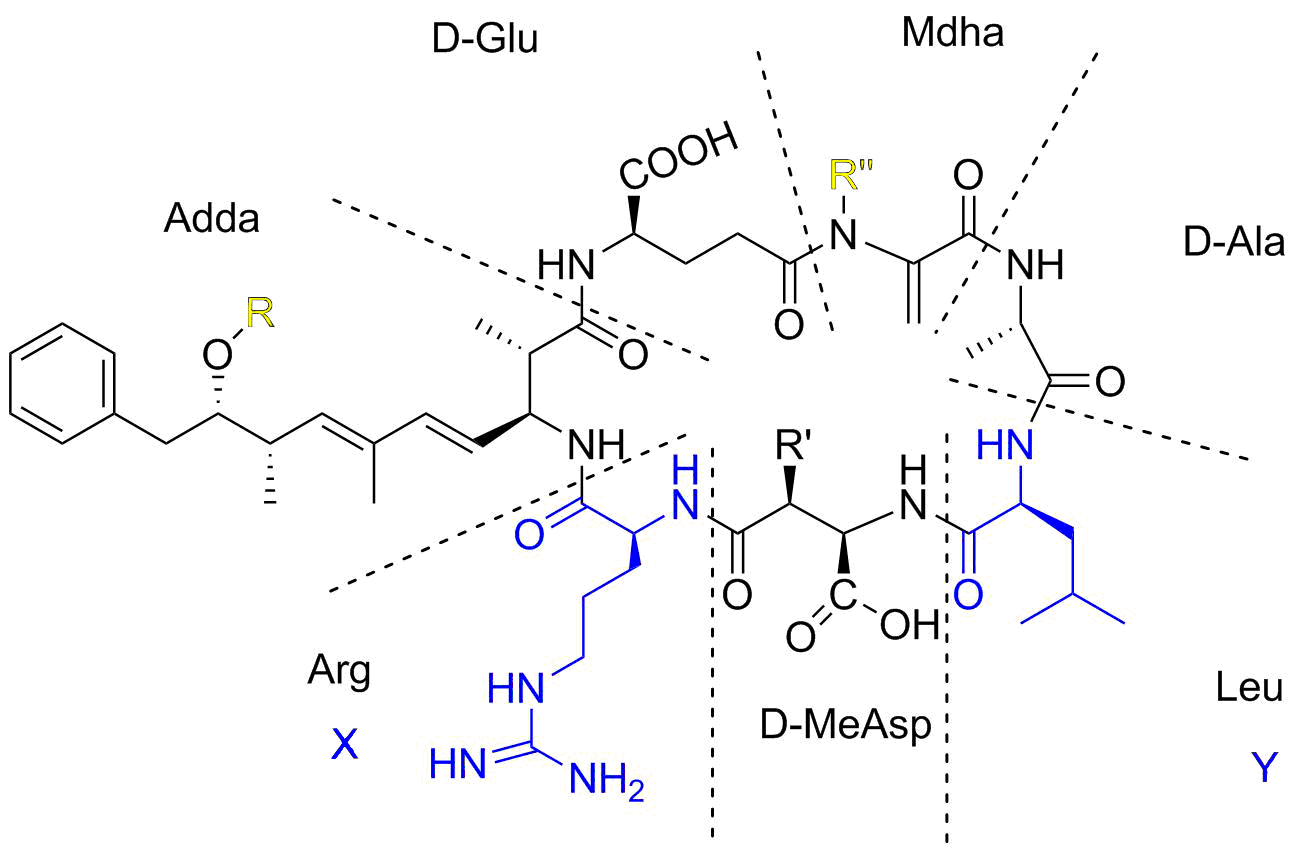 D-Glu
Mdha
COOH
R"
O
Adda
HN
N
NH
D-Ala
R
O
O
O
O
HN
NH
H
N
R'
H
N
O
O
O
O
C
O
OH
Arg
HN
D-MeAsp
Leu
X
HN
NH2
Y